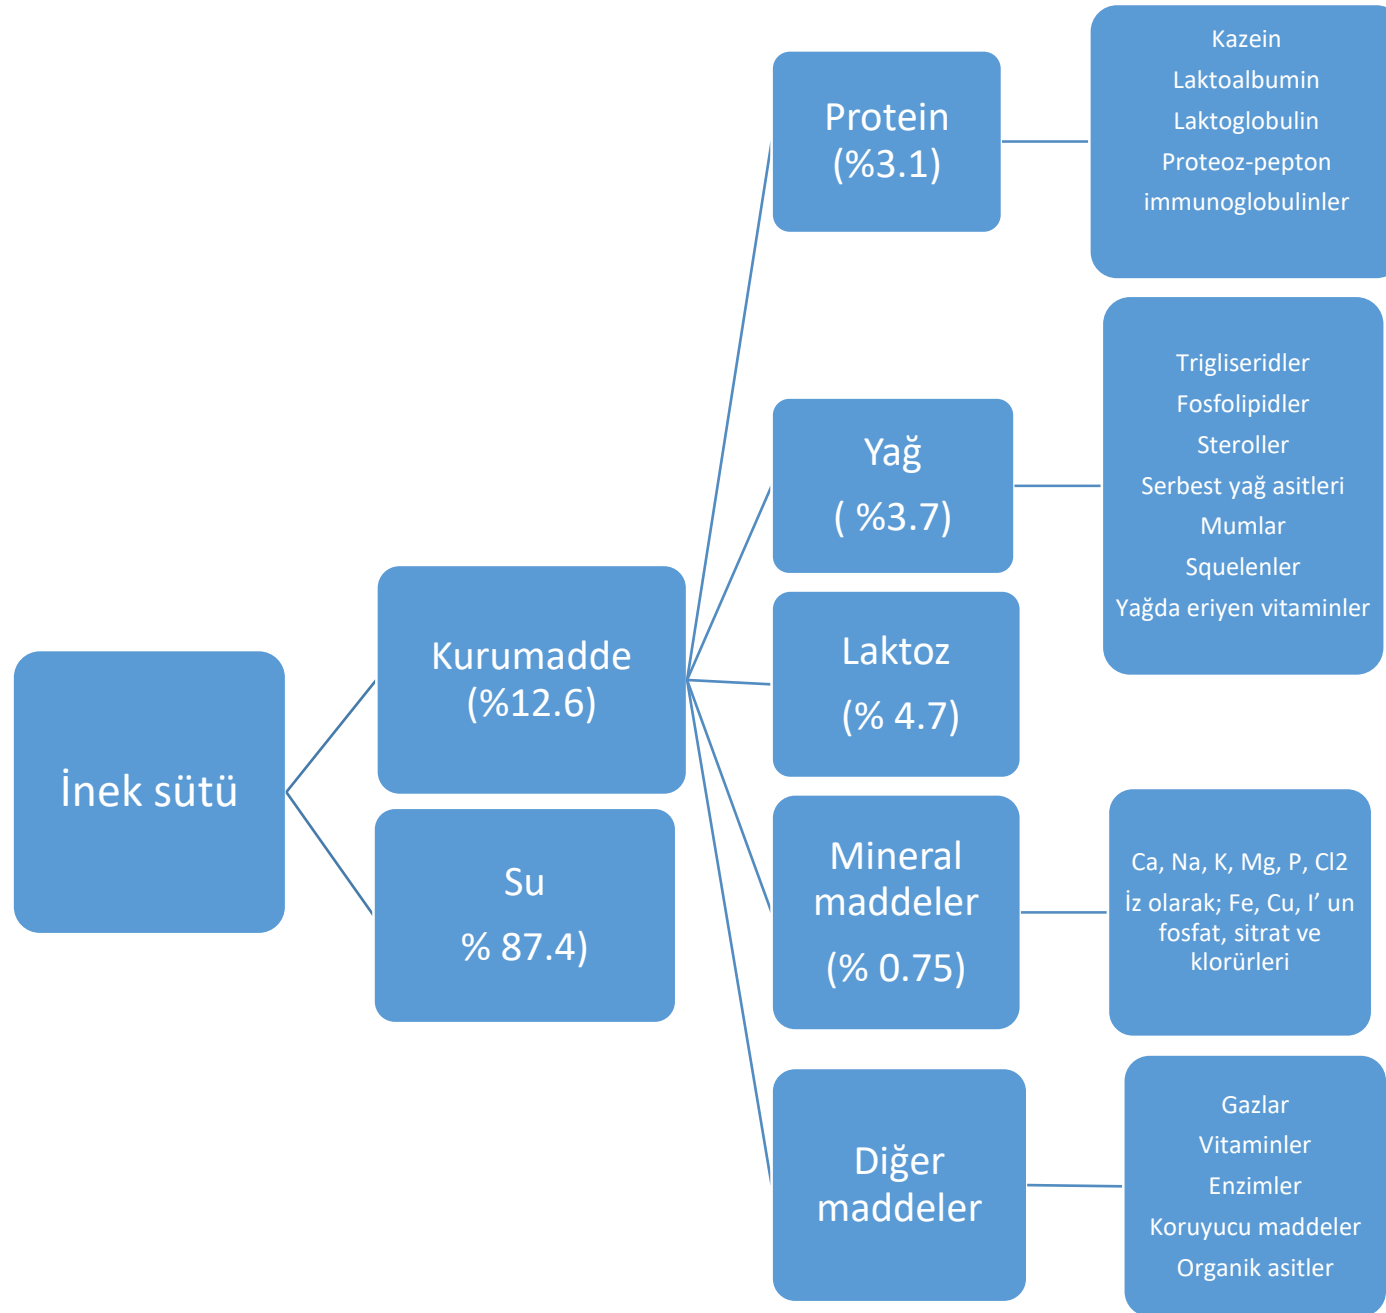 İnek sütü
Kurumadde
(%12.6)
Su
% 87.4)
Protein
(%3.1)
Kazein
Laktoalbumin
Laktoglobulin
Proteoz-pepton
immunoglobulinler
Yağ
( %3.7)
Trigliseridler
Fosfolipidler
Steroller
Serbest yağ asitleri
Mumlar
Squelenler
Yağda eriyen vitaminler
Laktoz
(% 4.7)
Mineral
maddeler
(% 0.75)
Ca, Na, K, Mg, P, Cl2
İz olarak; Fe, Cu, I’ un
fosfat, sitrat ve
klorürleri
Diğer
maddeler
Gazlar
Vitaminler
Enzimler
Koruyucu maddeler
Organik asitler